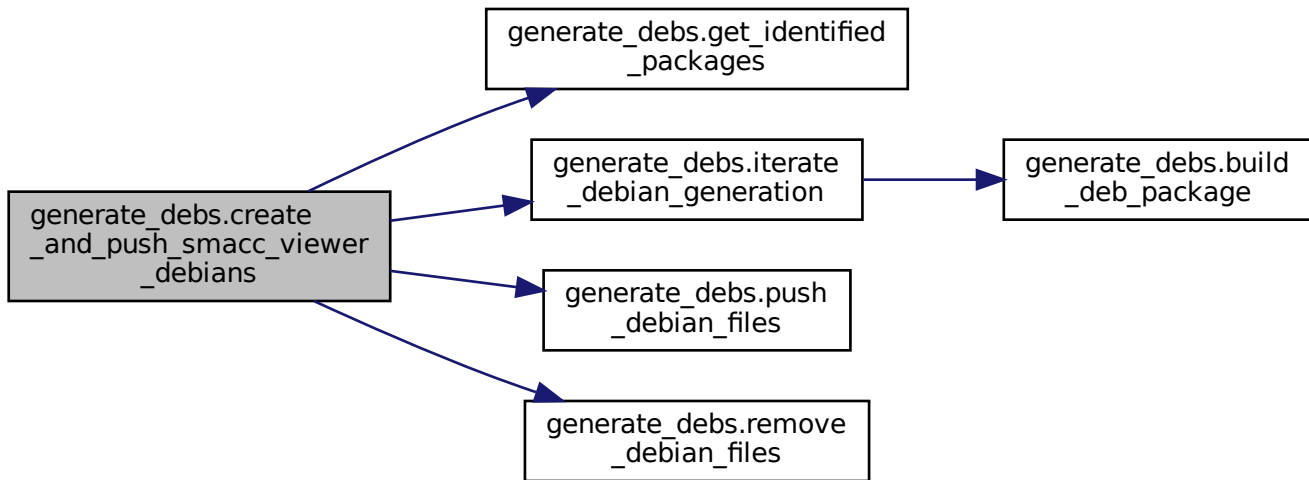 generate_debs.get_identified
_packages
generate_debs.iterate
_debian_generation
generate_debs.build
_deb_package
generate_debs.create
_and_push_smacc_viewer
_debians
generate_debs.push
_debian_files
generate_debs.remove
_debian_files